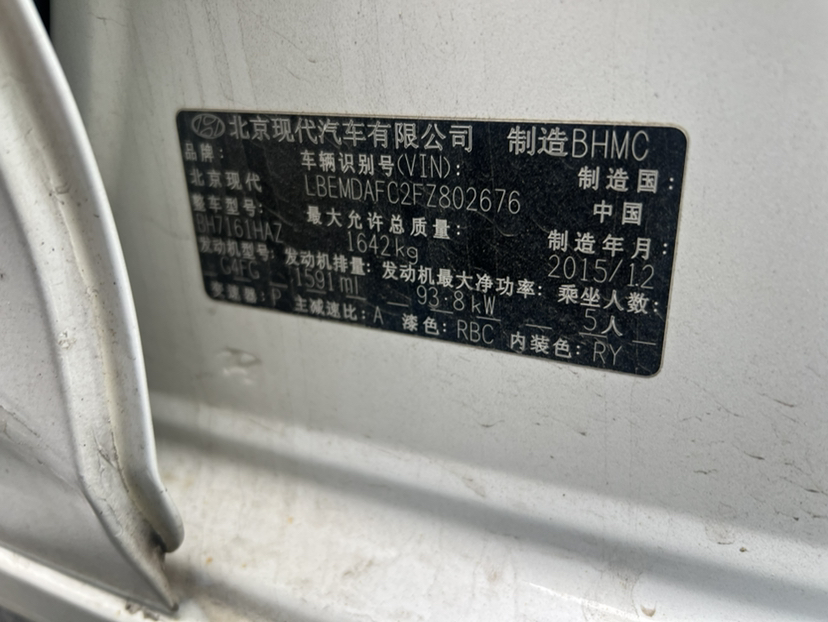 北京现代汽车有限公司 制造BHMC
品牌: 车辆识别号(VIN): 制造国:
北京现代 LBEMDAFC2FZ802676 中国
整车型号: 最大允许总质量: 制造年月:
BH7161HAZ 1642kg 2015/12
发动机型号: 发动机排量: 发动机最大净功率: 乘坐人数:
G4FG 1591ml 93.8kW 5人
变速器: P 主减速比: A 漆色: RBC 内装色: RY